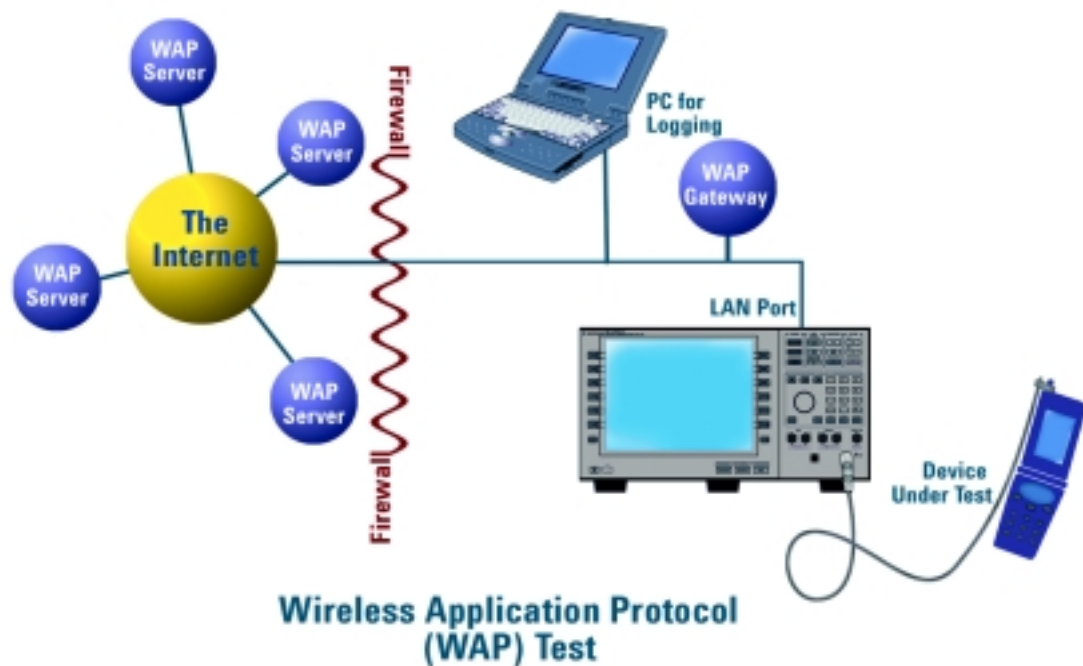 WAP
Server
WAP
Server
The
Internet
WAP
Server
WAP
Server
Firewall
Firewall
PC for
Logging
WAP
Gateway
LAN Port
Device
Under Test
Wireless Application Protocol
(WAP) Test